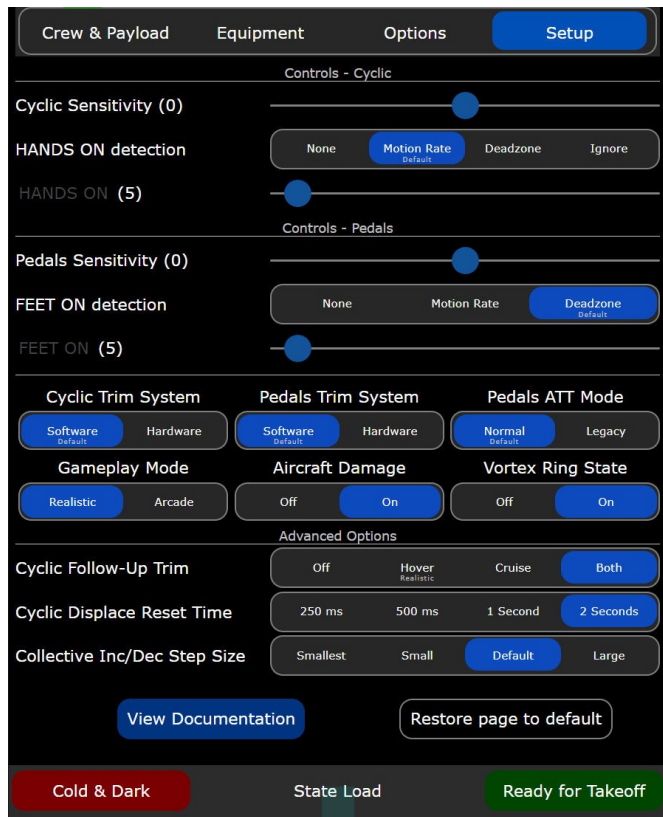 Crew & Payload Equipment Options Setup
Controls - Cyclic
Cyclic Sensitivity (0)
HANDS ON detection None Motion Rate Deadzone Ignore
Default
HANDS ON (5)
Controls - Pedals
Pedals Sensitivity (0)
FEET ON detection None Motion Rate Deadzone
Default
FEET ON (5)
Cyclic Trim System Pedals Trim System Pedals ATT Mode
Software Hardware Software Hardware Normal Legacy
Default Default Default
Gameplay Mode Aircraft Damage Vortex Ring State
Realistic Arcade Off On Off On
Advanced Options
Cyclic Follow-Up Trim Off Hover Cruise Both
Realistic
Cyclic Displace Reset Time 250 ms 500 ms 1 Second 2 Seconds
Collective Inc/Dec Step Size Smallest Small Default Large
View Documentation Restore page to default
Cold & Dark State Load Ready for Takeoff